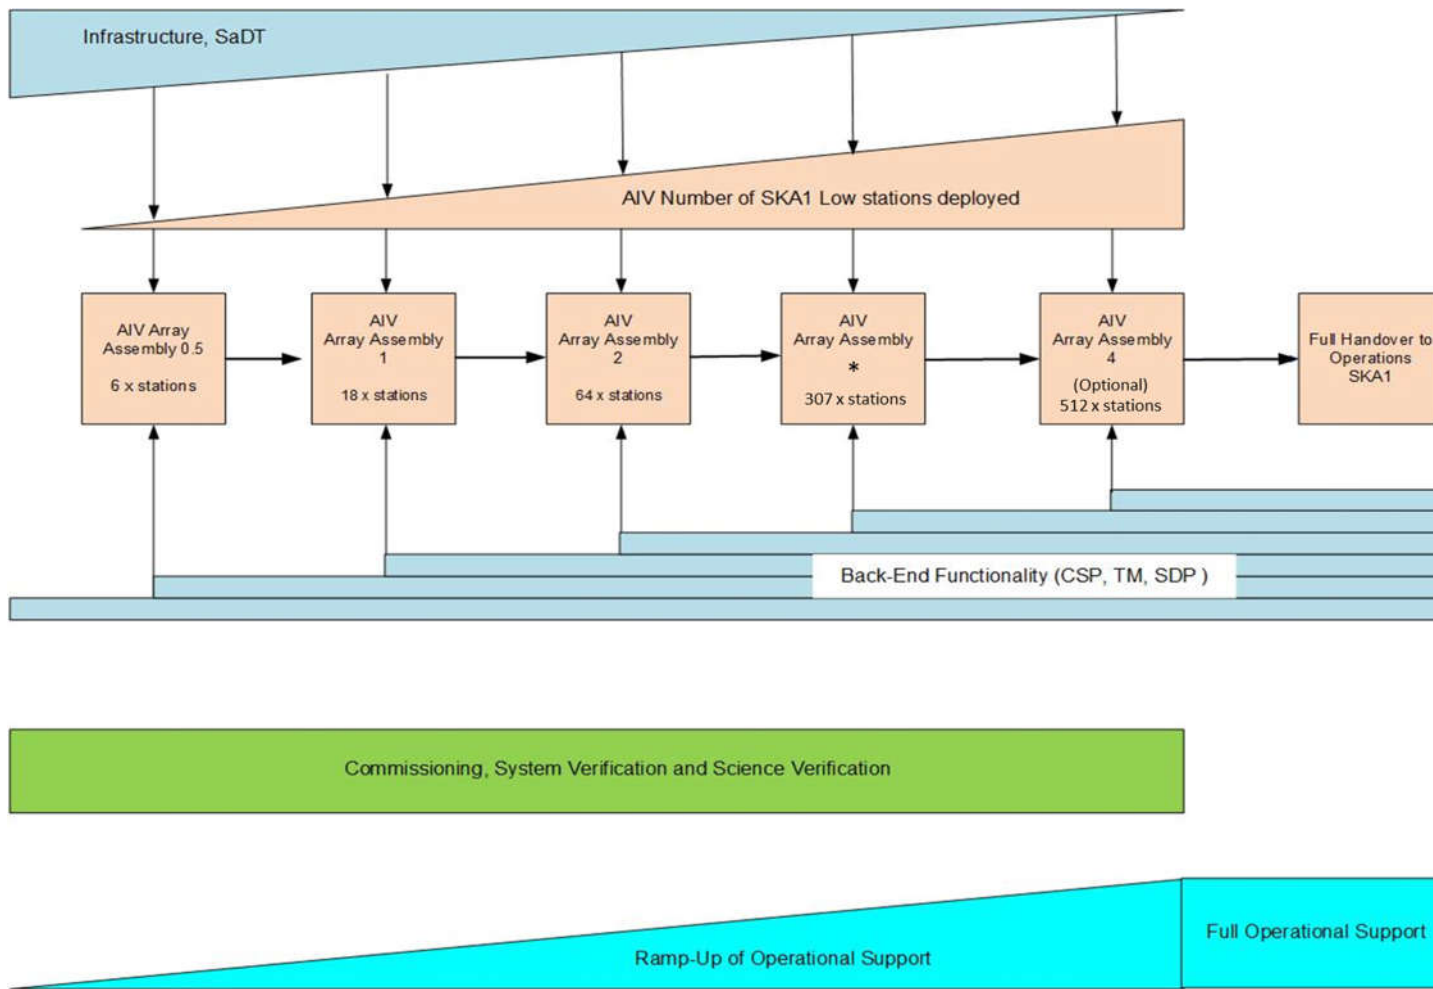 Infrastructure, SaDT
AIV Number of SKA1 Low stations deployed
AIV Array
Assembly 0.5
6 x stations
AIV
Array Assembly
1
18 x stations
AIV
Array Assembly
2
64 x stations
AIV
Array Assembly
*
307 x stations
AIV
Array Assembly
4
(Optional)
512 x stations
Full Handover to
Operations
SKA1
Back-End Functionality (CSP, TM, SDP )
Commissioning, System Verification and Science Verification
Ramp-Up of Operational Support
Full Operational Support